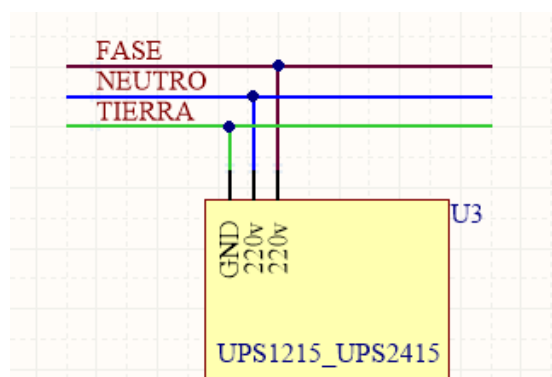 FASE
NEUTRO
TIERRA
U3
GND
220v
220v
UPS1215_UPS2415